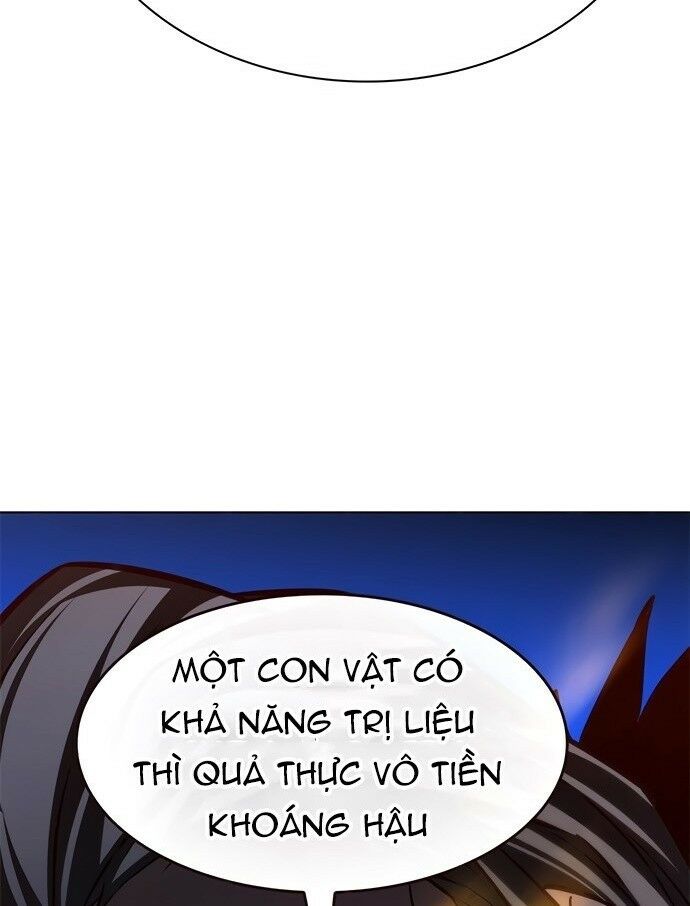 MỘT CON VẬT CÓ
KHẢ NĂNG TRỊ LIỆU
THÌ QUẢ THỰC VÔ TIỀN
KHOÁNG HẬU